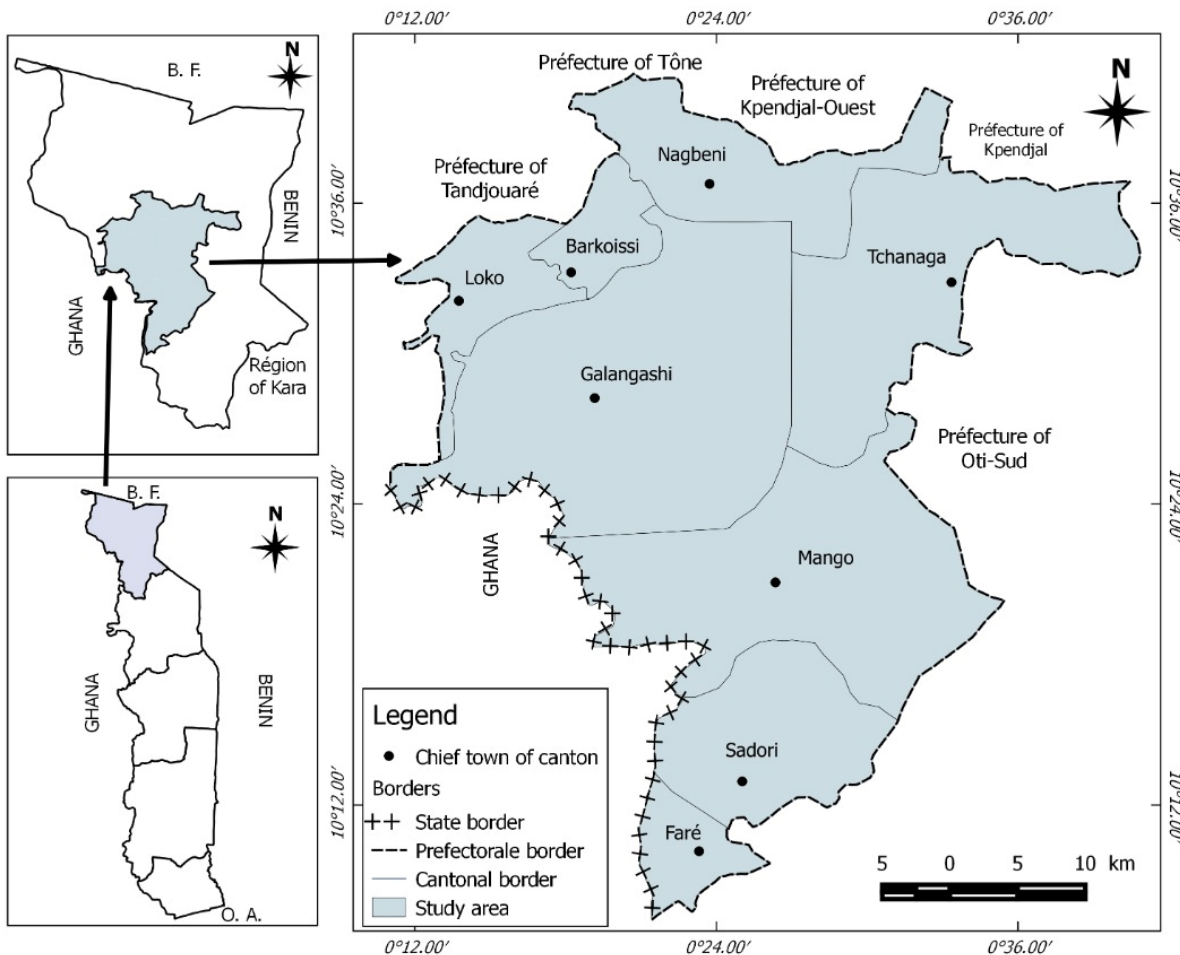 N
B. F.
BENIN
GHANA
Région
of Kara
B. F.
N
GHANA
BENIN
O. A.
0°12.00′
0°24.00′
0°36.00′
Préfecture of Tône
Préfecture of
Kpendjal-Ouest
N
Préfecture of
Kpendjal
Nagbeni
Préfecture of
Tandjouaré
10°36.00′
10°36.00′
Barkoissi
Tchanaga
Loko
Galangashi
Préfecture of
Oti-Sud
10°24.00′
10°24.00′
GHANA
Mango
Sadori
10°12.00′
10°12.00′
Faré
Legend
Chief town of canton
Borders
State border
Prefectorale border
Cantonal border
Study area
5 0 5 10 km
0°12.00′
0°24.00′
0°36.00′